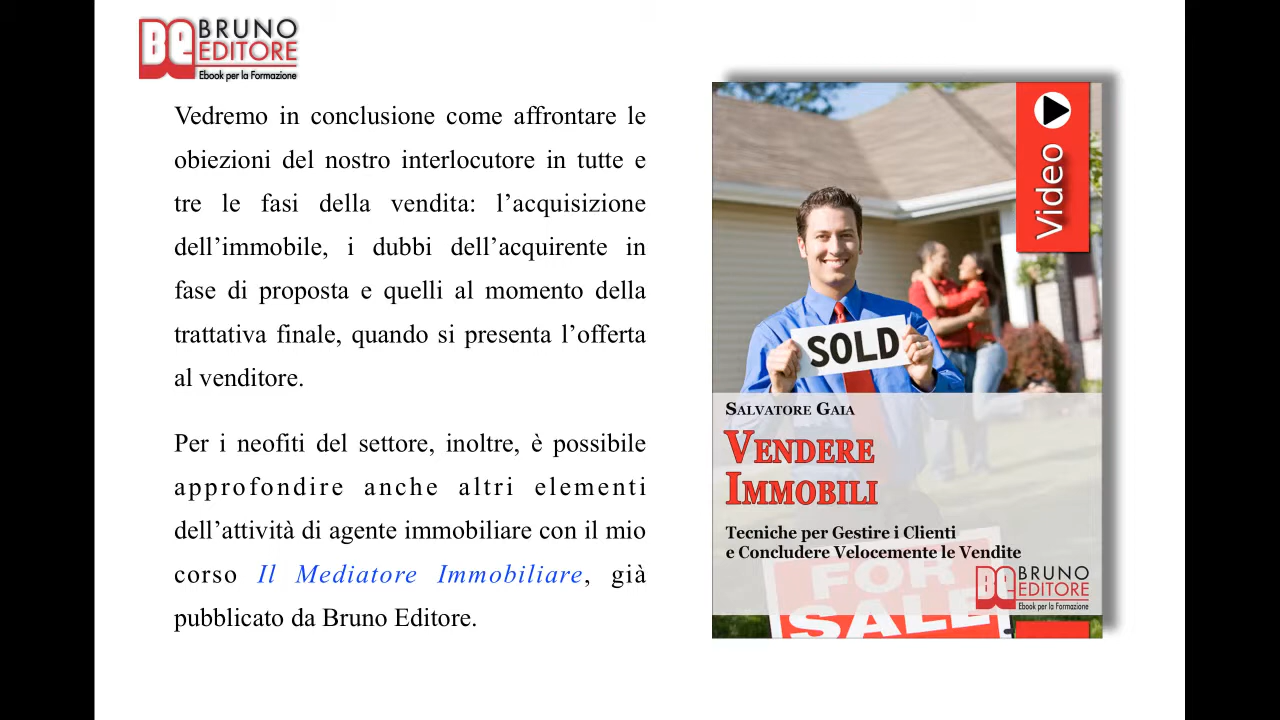 BRUNO
EDITORE
Ebook per la Formazione
Vedremo in conclusione come affrontare le
obiezioni del nostro interlocutore in tutte e
tre le fasi della vendita: l’acquisizione
dell’immobile, i dubbi dell’acquirente in
fase di proposta e quelli al momento della
trattativa finale, quando si presenta l’offerta
al venditore.
Per i neofiti del settore, inoltre, è possibile
approfondire anche altri elementi
dell’attività di agente immobiliare con il mio
corso Il Mediatore Immobiliare, già
pubblicato da Bruno Editore.
Video
SOLD
SALVATORE GAIA
VENDERE
IMMOBILI
Tecniche per Gestire i Clienti
e Concludere Velocemente le Vendite
FOR
SALE
BRUNO
EDITORE
Ebook per la Formazione